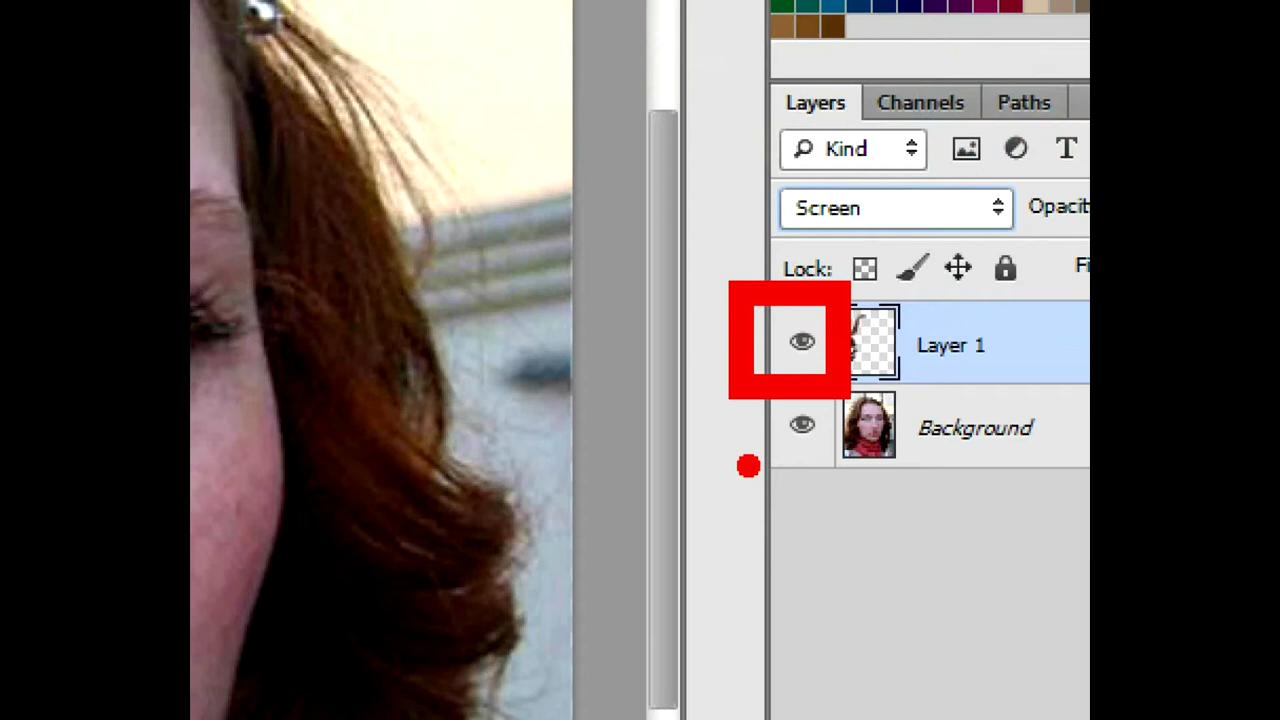 Layers Channels Paths
Kind T
Screen Opacit
Lock: Fi
Layer 1
Background